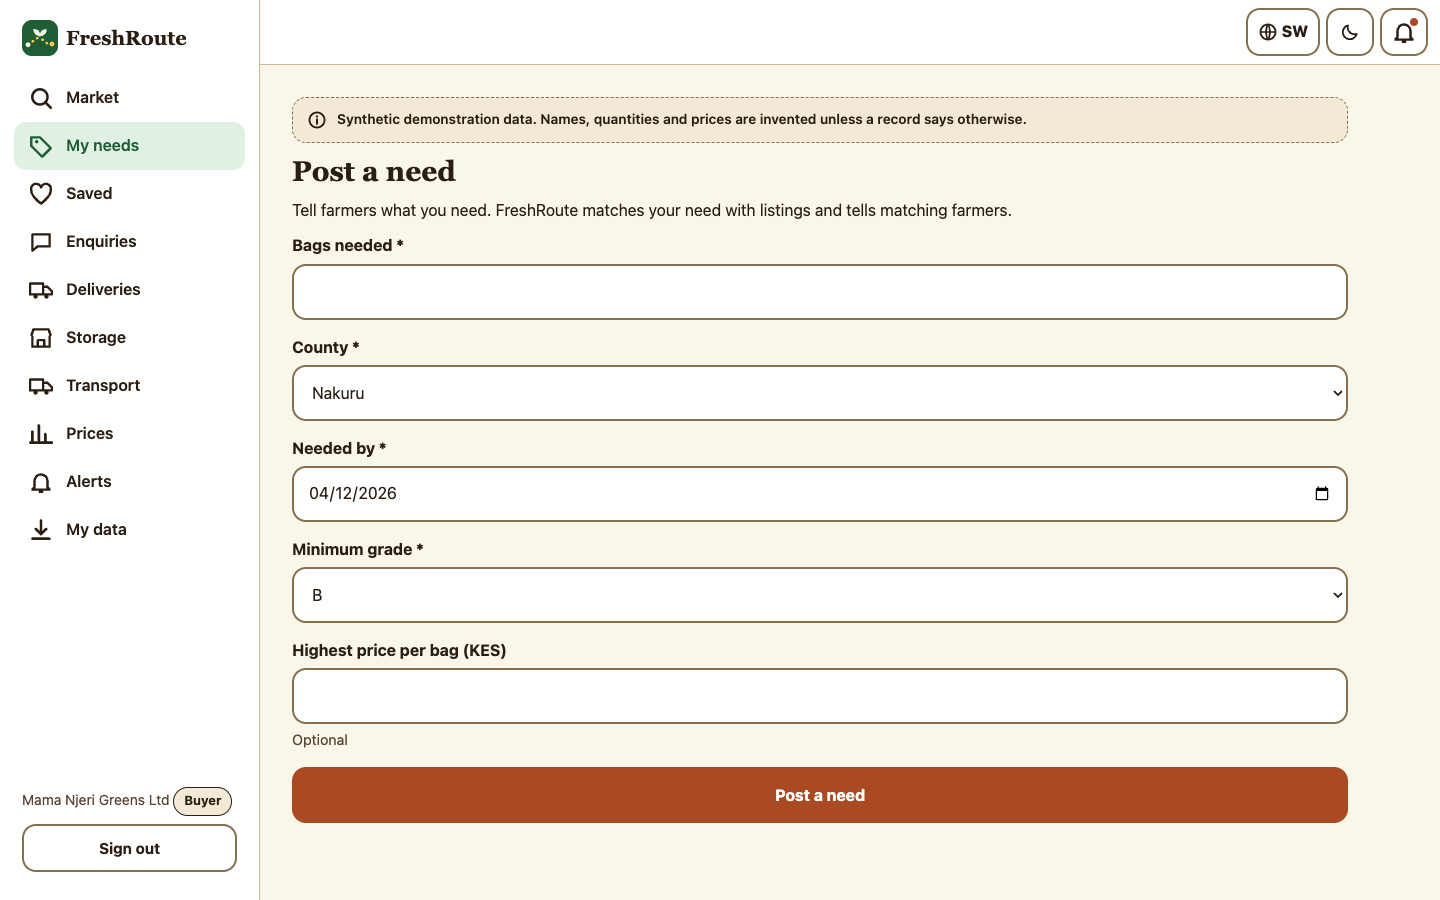 FreshRoute
SW
Market
My needs
Saved
Enquiries
Deliveries
Storage
Transport
Prices
Alerts
My data
Mama Njeri Greens Ltd Buyer
Sign out
Synthetic demonstration data. Names, quantities and prices are invented unless a record says otherwise.
Post a need
Tell farmers what you need. FreshRoute matches your need with listings and tells matching farmers.
Bags needed *
County *
Nakuru
Needed by *
04/12/2026
Minimum grade *
B
Highest price per bag (KES)
Optional
Post a need